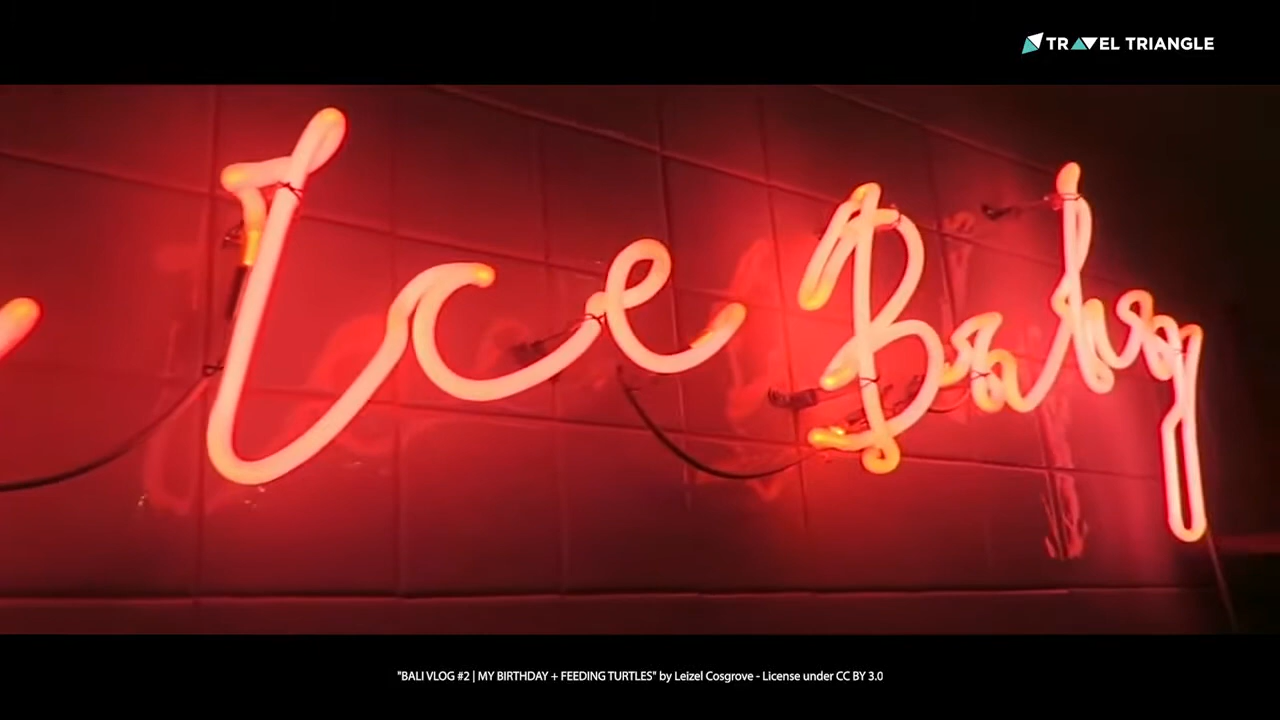 TRAVEL TRIANGLE
Ice Baby
"BALI VLOG #2 | MY BIRTHDAY + FEEDING TURTLES" by Leizel Cosgrove - License under CC BY 3.0